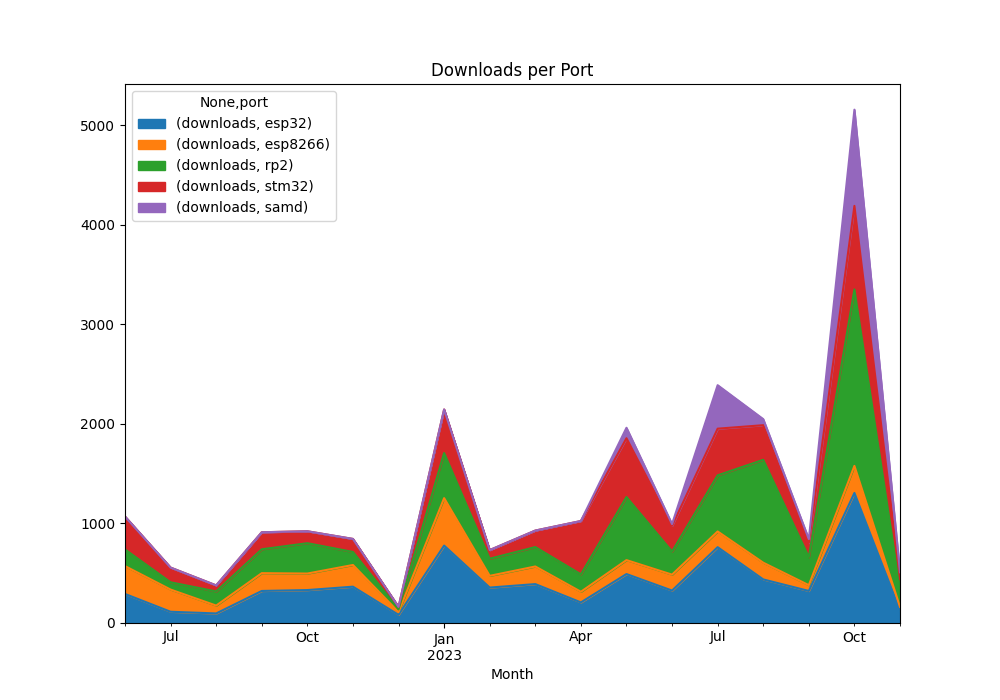 Downloads per Port
None,port
(downloads, esp32)
(downloads, esp8266)
(downloads, rp2)
(downloads, stm32)
(downloads, samd)
5000
4000
3000
2000
1000
0
Jul
Oct
Jan
2023
Apr
Jul
Oct
Month